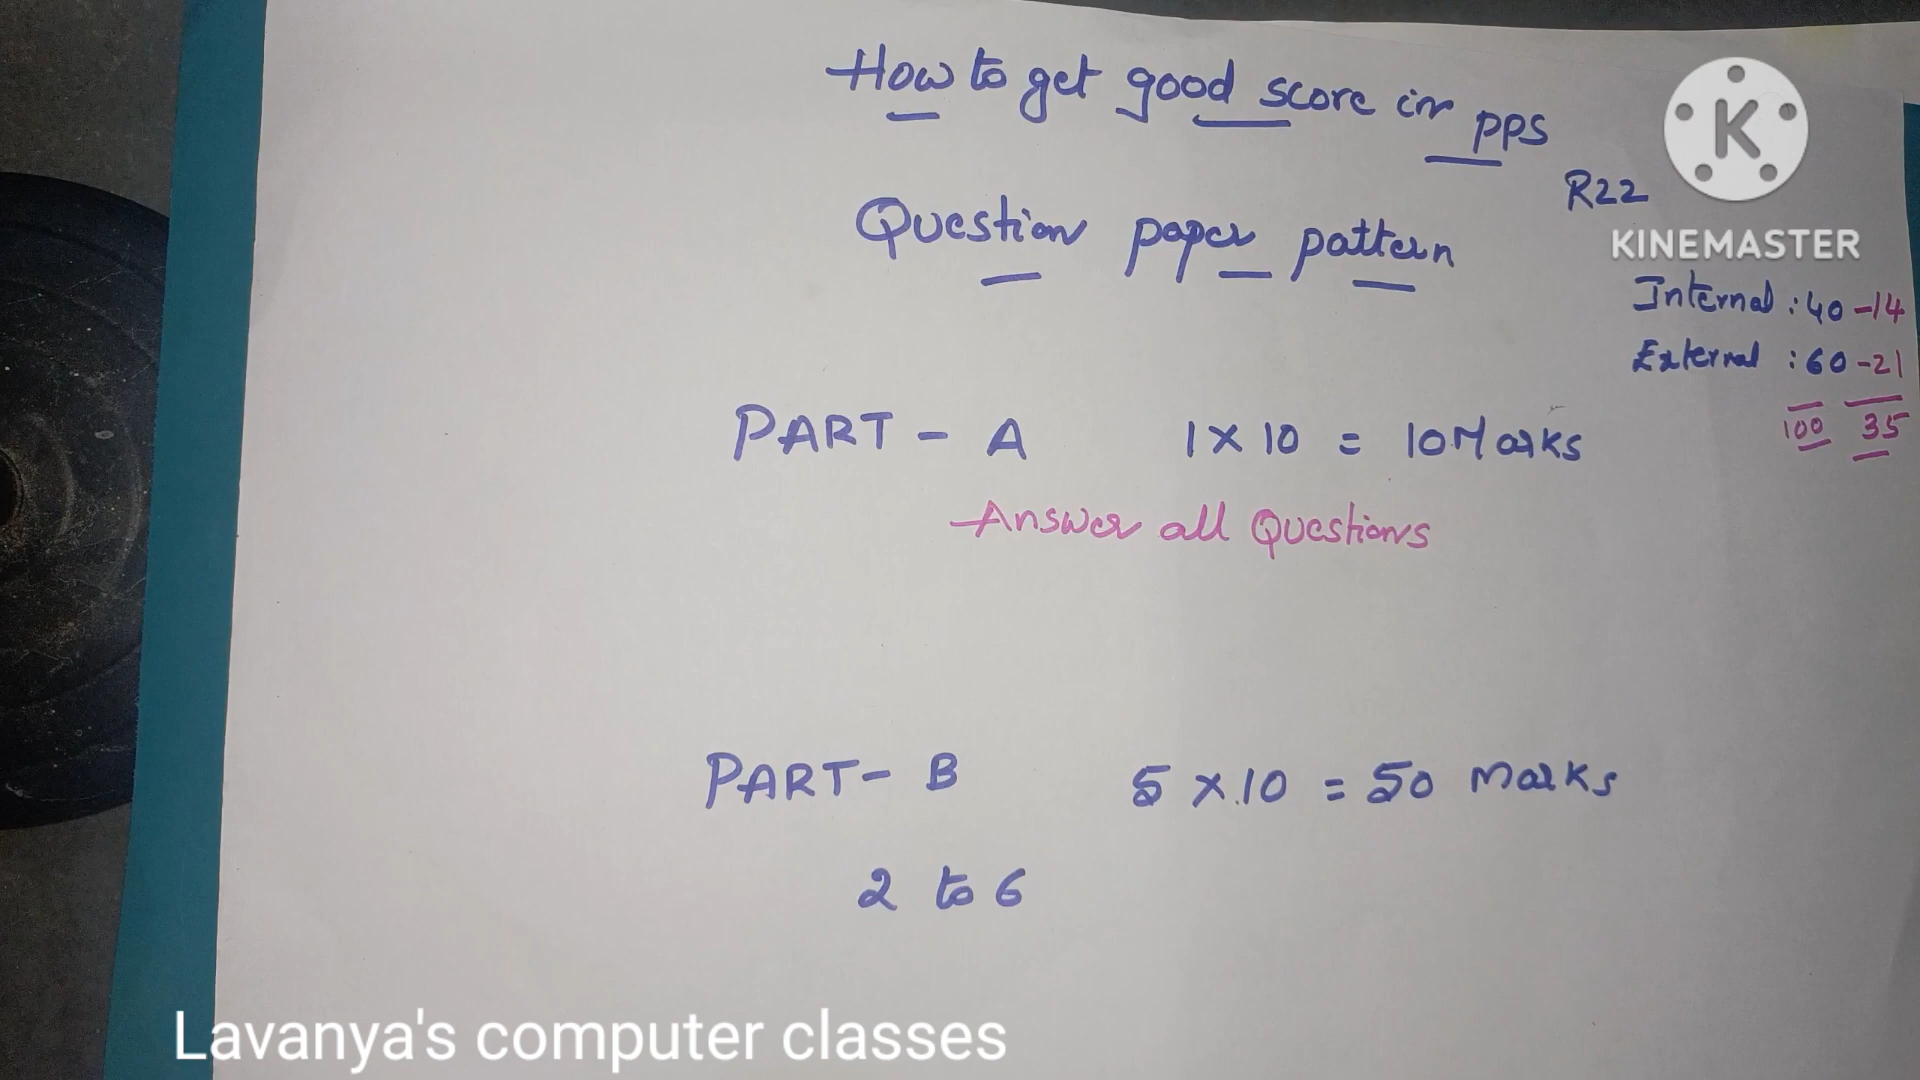 How to get good score in pps
R22
Question paper pattern
K
KINEMASTER
Internal : 40 - 14
External : 60 - 21
100 35
PART - A 1 X 10 = 10 Marks
Answer all Questions
PART - B 5 X 10 = 50 Marks
2 to 6
Lavanya's computer classes